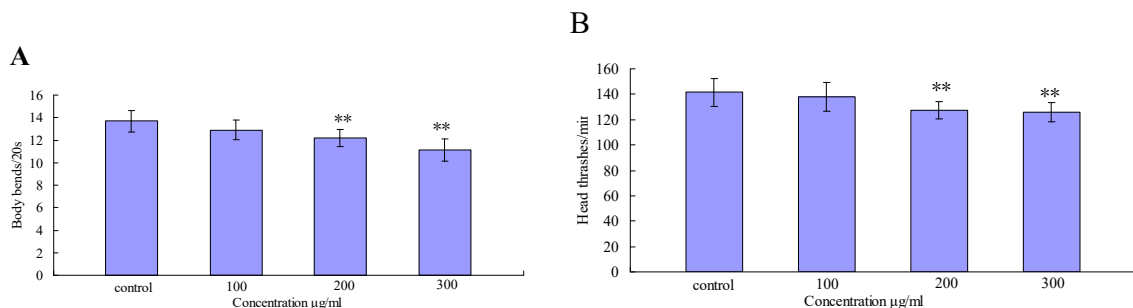 A
Body bends/20s
16
14
12
10
8
6
4
2
0
**
**
control 100 200 300
Concentration μg/ml
B
Head thrashes/mir
160
140
120
100
80
60
40
20
0
**
**
control 100 200 300
Concentration μg/ml